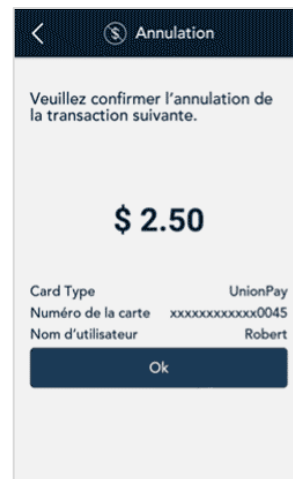 Annulation
Veuillez confirmer l'annulation de
la transaction suivante.
$ 2.50
Card Type UnionPay
Numéro de la carte xxxxxxxxxxxx0045
Nom d'utilisateur Robert
Ok